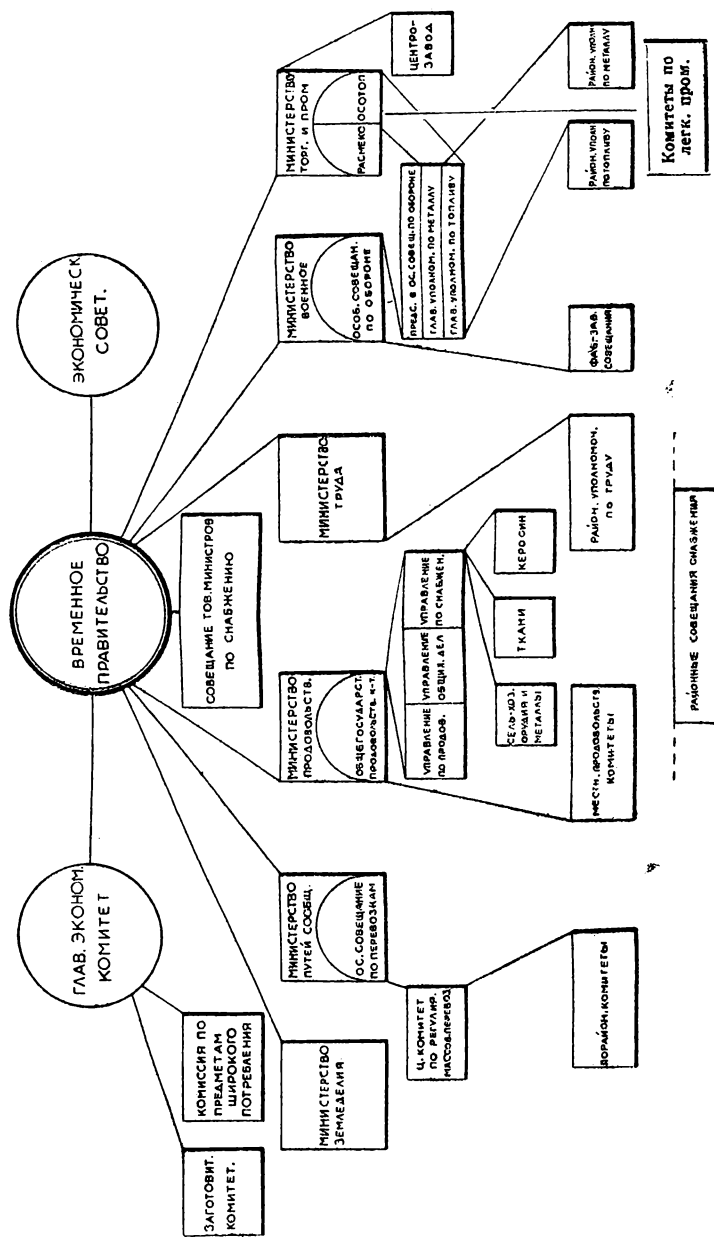 ГЛАВ. ЭКОНОМ.
КОМИТЕТ
ВРЕМЕННОЕ
ПРАВИТЕЛЬСТВО
ЭКОНОМИЧЕСК.
СОВЕТ.
ЗАГОТОВИТ.
КОМИТЕТ.
КОМИССИЯ ПО
ПРЕДМЕТАМ
ШИРОКОГО
ПОТРЕБЛЕНИЯ
СОВЕЩАНИЕ ТОВ. МИНИСТРОВ
ПО СНАБЖЕНИЮ
МИНИСТЕРСТВО
ЗЕМЛЕДЕЛИЯ
МИНИСТЕРСТВО
ПУТЕЙ СООБЩ.
ОС. СОВЕЩАНИЕ
ПО ПЕРЕВОЗКАМ
МИНИСТЕРСТВО
ПРОДОВОЛЬСТВ.
ОБЩЕГОСУДАРСТ.
ПРОДОВОЛЬСТВ. К-Т.
МИНИСТЕРСТВО
ТРУДА
МИНИСТЕРСТВО
ВОЕННОЕ
ОСОБ. СОВЕЩАН.
ПО ОБОРОНЕ
МИНИСТЕРСТВО
ТОРГ. И ПРОМ
РАСМЕКО
ОСОТОП
ЦЕНТРО-
ЗАВОД
Ц. КОМИТЕТ
ПО РЕГУЛИР.
МАССОВ. ПЕРЕВОЗ.
УПРАВЛЕНИЕ
ПО ПРОДОВ.
УПРАВЛЕНИЕ
ОБЩИХ. ДЕЛ
УПРАВЛЕНИЕ
ПО СНАБЖЕН.
ПРЕДС. В ОС. СОВЕЩ. ПО ОБОРОНЕ
ГЛАВ. УПОЛНОМ. ПО МЕТАЛЛУ
ГЛАВ. УПОЛНОМ. ПО ТОПЛИВУ
СЕЛЬ-ХОЗ.
ОРУДИЯ И
МЕТАЛЛЫ
ТКАНИ
КЕРОСИН
ПОРАЙОН. КОМИТЕТЫ
МЕСТН. ПРОДОВОЛЬСТВ.
КОМИТЕТЫ
РАЙОН. УПОЛНОМОЧ.
ПО ТРУДУ
ФАБ.-ЗАВ.
СОВЕЩАНИЯ
РАЙОН. УПОЛН
ПО ТОПЛИВУ
РАЙОН. УПОЛН
ПО МЕТАЛЛУ
Комитеты по
легк. пром.
РАЙОННЫЕ СОВЕЩАНИЯ СНАБЖЕНИЯ